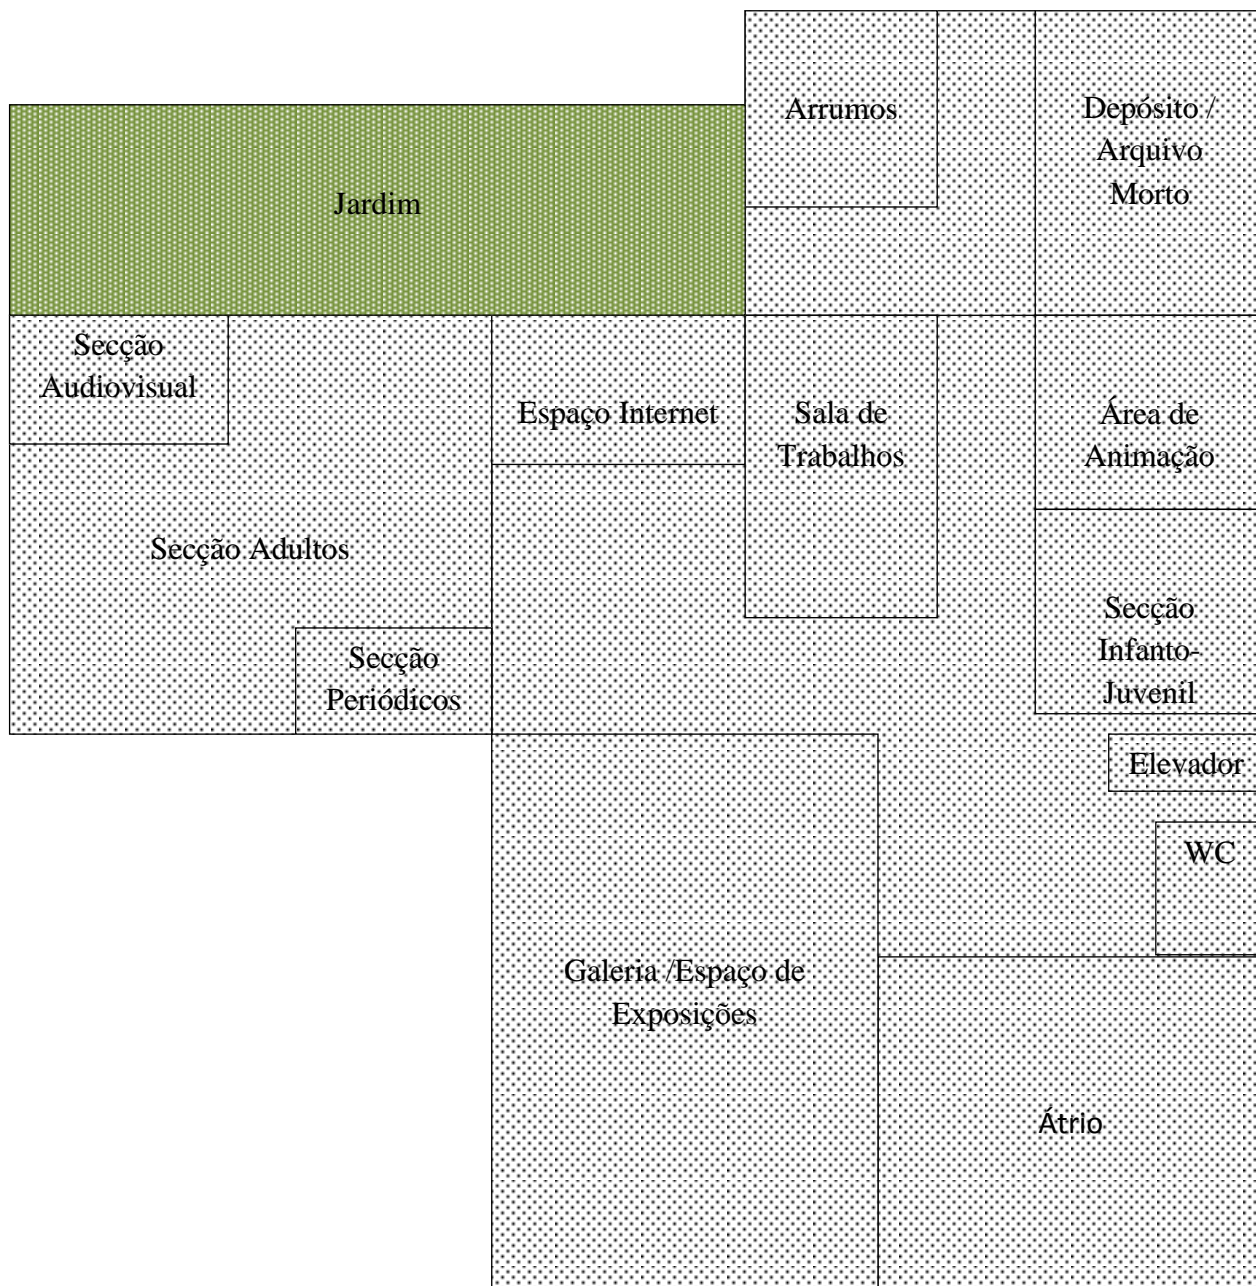 Arrumos
Depósito /
Arquivo
Morto
Jardim
Secção
Audiovisual
Espaço Internet
Sala de
Trabalhos
Área de
Animação
Secção Adultos
Secção
Infanto-
Juvenil
Secção
Periódicos
Elevador
WC
Galeria /Espaço de
Exposições
Átrio